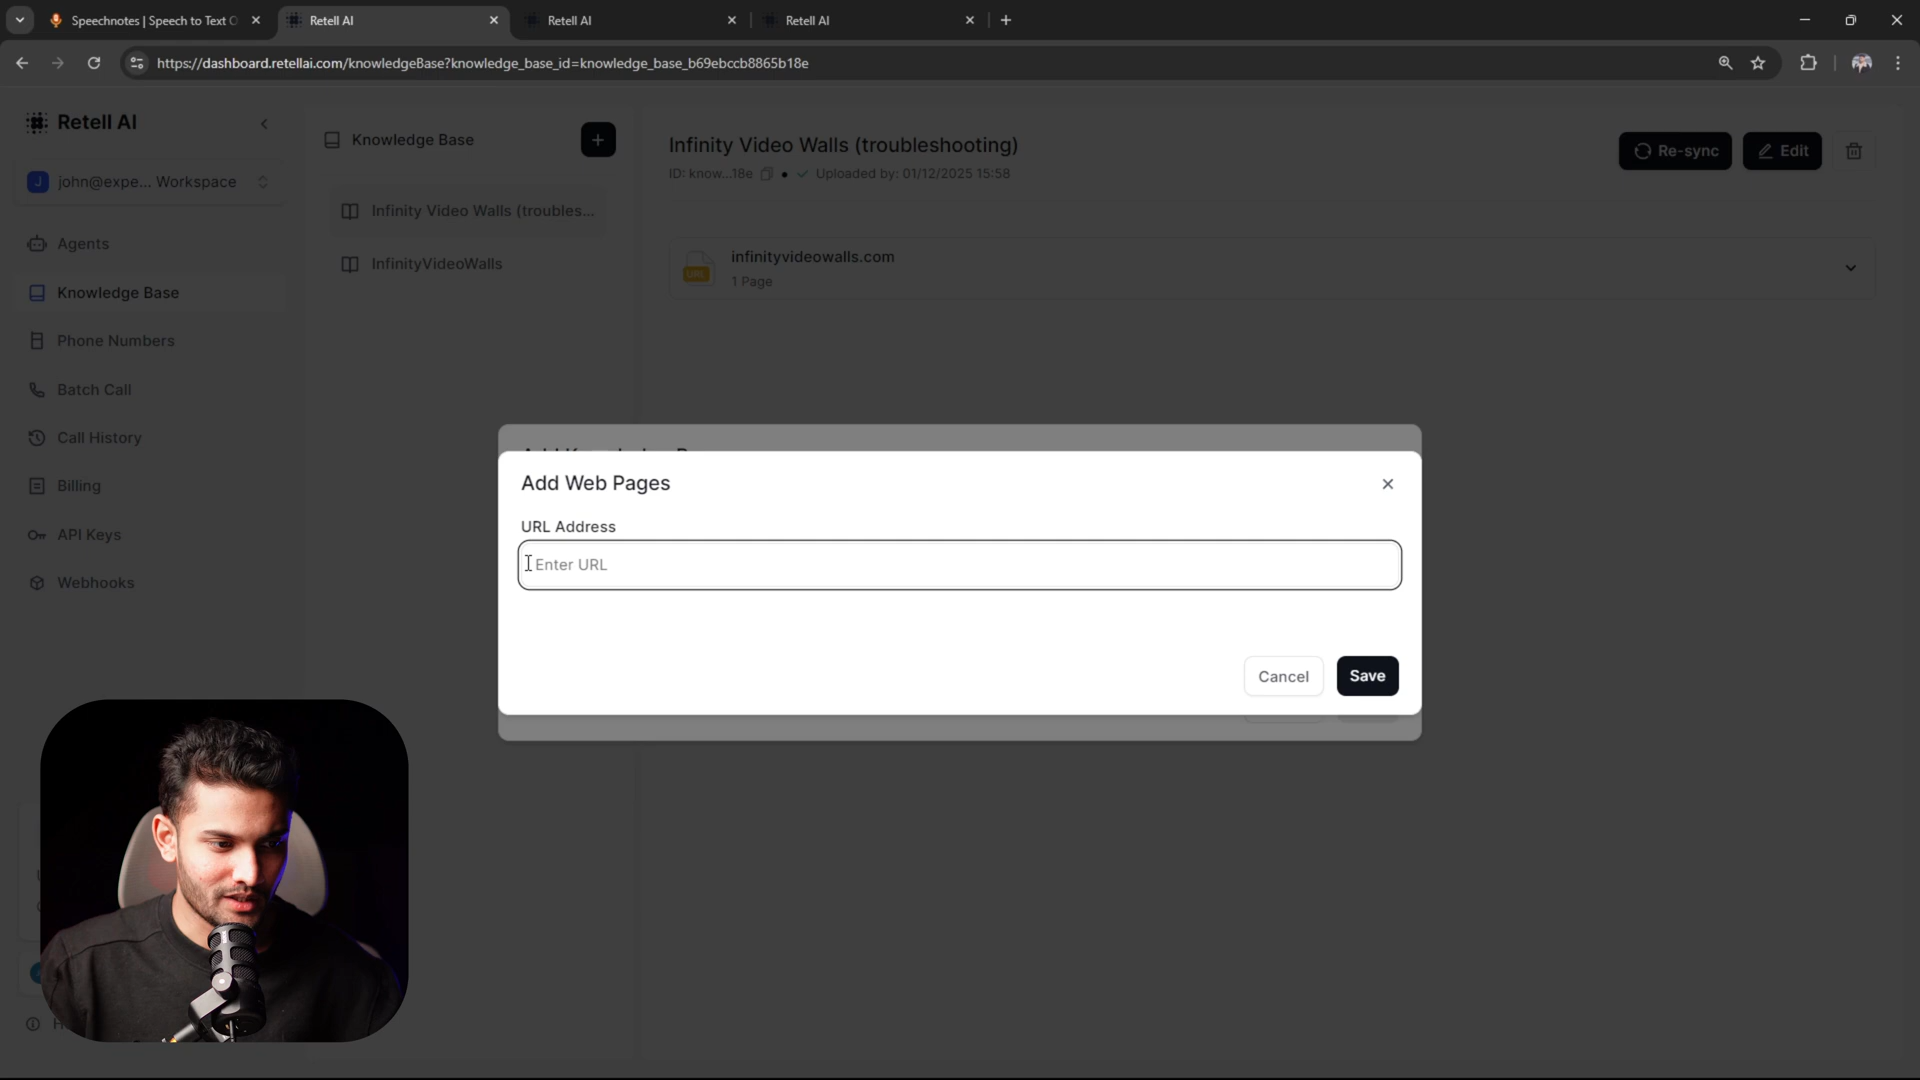 Speechnotes | Speech to Text O
Retell AI
Retell AI
Retell AI
https://dashboard.retellai.com/knowledgeBase?knowledge_base_id=knowledge_base_b69ebccb8865b18e
Retell AI
J john@expe... Workspace
Agents
Knowledge Base
Phone Numbers
Batch Call
Call History
Billing
API Keys
Webhooks
Knowledge Base
Infinity Video Walls (troubles...
InfinityVideoWalls
Infinity Video Walls (troubleshooting)
ID: know...18e
Uploaded by: 01/12/2025 15:58
Re-sync
Edit
URL
infinityvideowalls.com
1 Page
Add Web Pages
URL Address
Enter URL
Cancel
Save